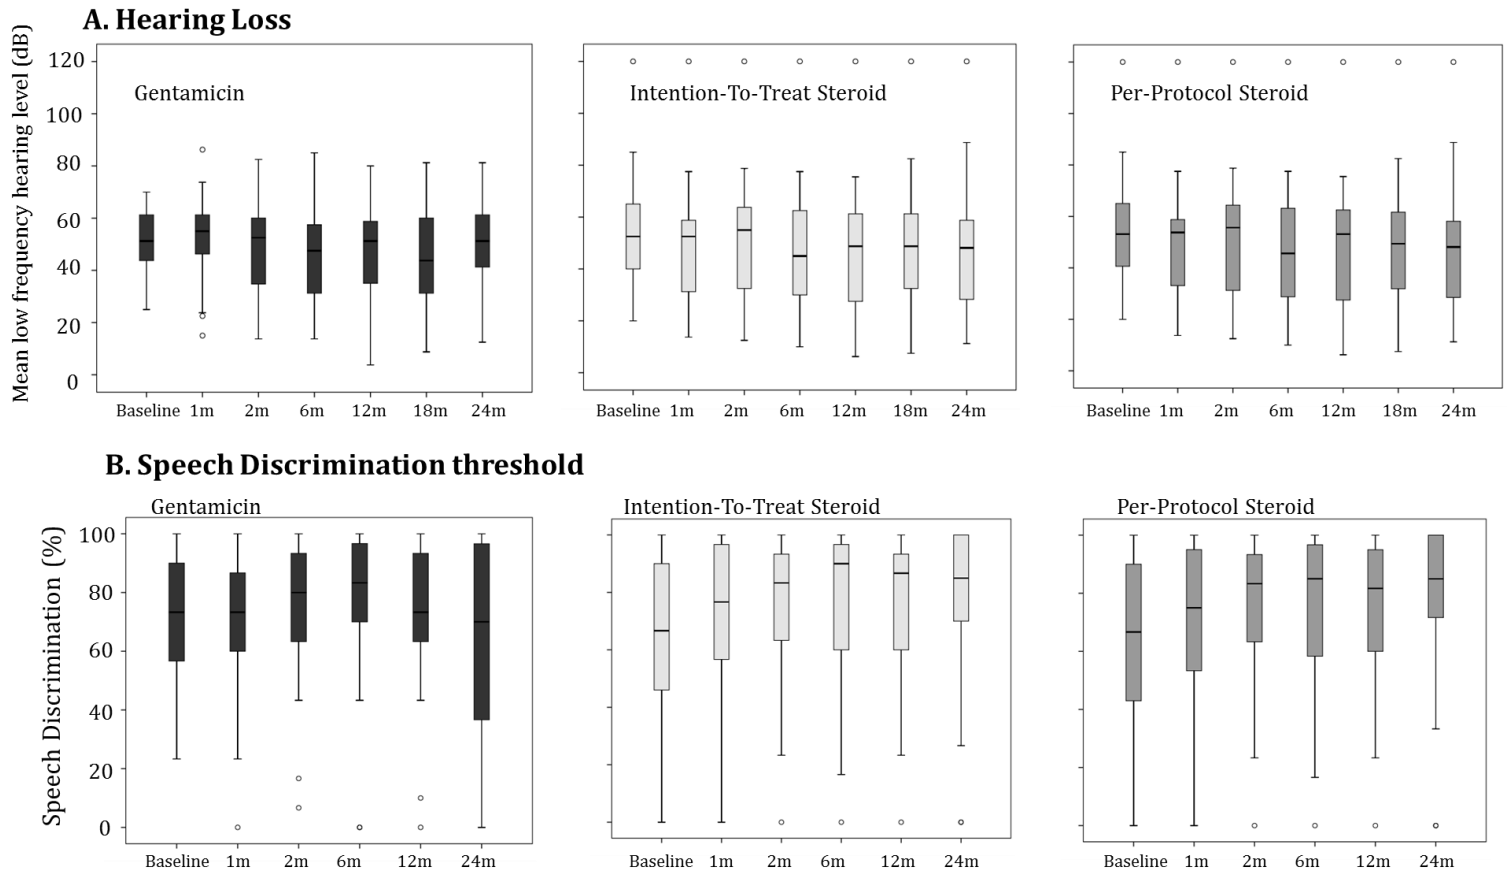 A. Hearing Loss
Mean low frequency hearing level (dB)
120
100
80
60
40
20
0
Gentamicin
Intention-To-Treat Steroid
Per-Protocol Steroid
Baseline 1m 2m 6m 12m 18m 24m
Baseline 1m 2m 6m 12m 18m 24m
Baseline 1m 2m 6m 12m 18m 24m
B. Speech Discrimination threshold
Gentamicin
Intention-To-Treat Steroid
Per-Protocol Steroid
Speech Discrimination (%)
100
80
60
40
20
0
Baseline 1m 2m 6m 12m 24m
Baseline 1m 2m 6m 12m 24m
Baseline 1m 2m 6m 12m 24m